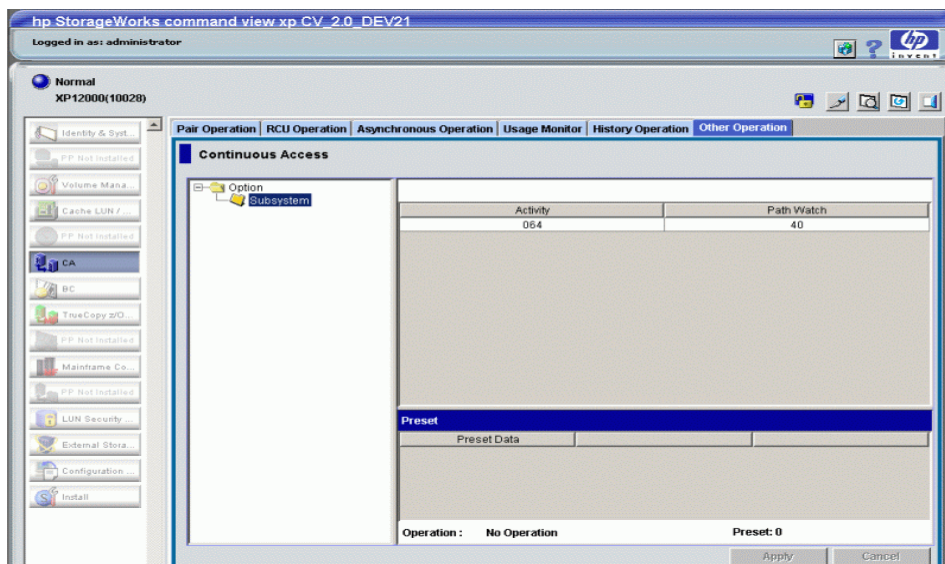 hp StorageWorks command view xp CV_2.0_DEV21
Logged in as: administrator
hp
invent
Normal
XP12000(10028)
Identity & Syst...
PP Not Installed
Volume Mana...
Cache LUN / ...
PP Not Installed
CA
BC
TrueCopy z/O...
PP Not Installed
Mainframe Co...
PP Not Installed
LUN Security ...
External Stora...
Configuration ...
Install
Pair Operation RCU Operation Asynchronous Operation Usage Monitor History Operation Other Operation
Continuous Access
Option
Subsystem
Activity Path Watch
064 40
Preset
Preset Data
Operation : No Operation Preset: 0
Apply Cancel